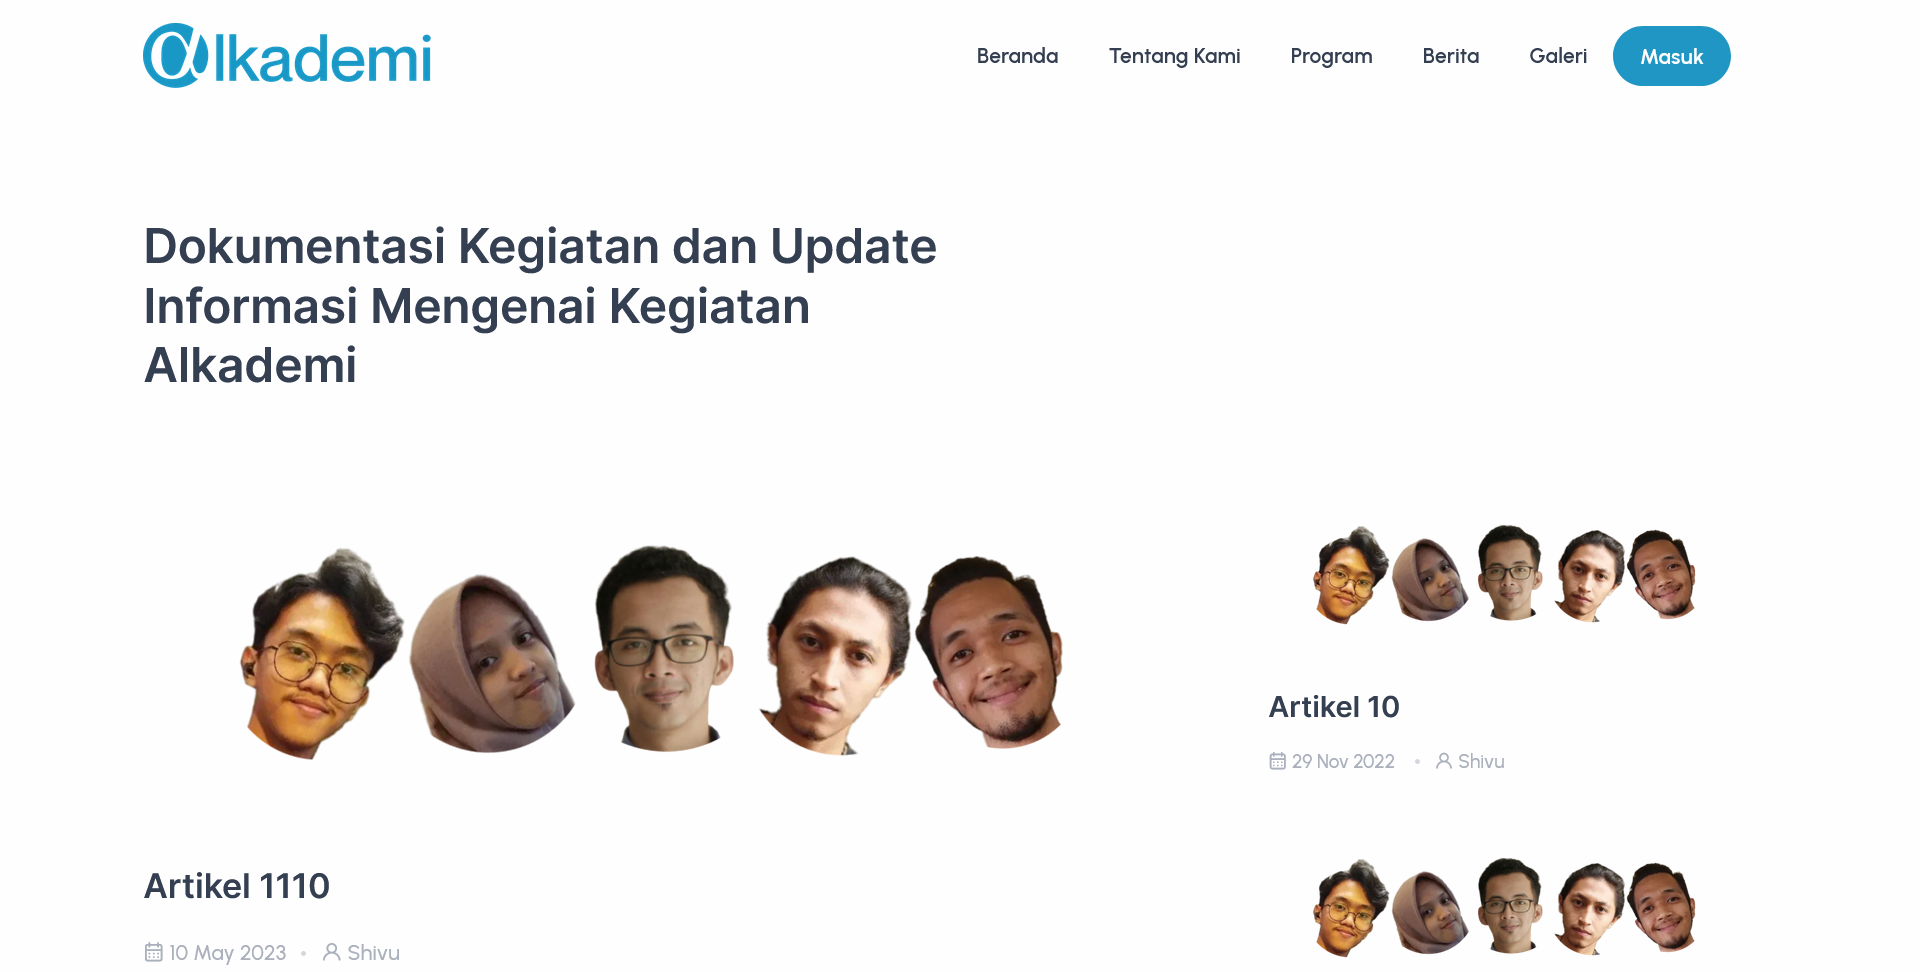 @lkademi
Beranda Tentang Kami Program Berita Galeri Masuk
Dokumentasi Kegiatan dan Update
Informasi Mengenai Kegiatan
Alkademi
Artikel 1110
10 May 2023 • Shivu
Artikel 10
29 Nov 2022 • Shivu